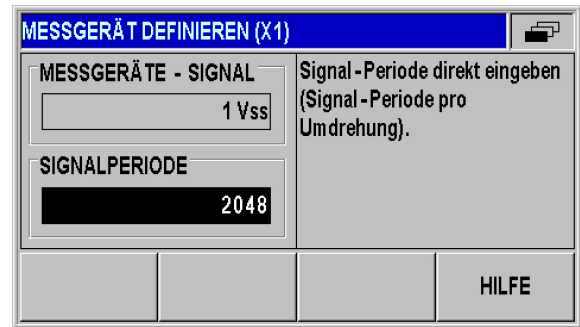 MESSGERÄT DEFINIEREN (X1)
MESSGERÄTE - SIGNAL
1 Vss
SIGNALPERIODE
2048
Signal-Periode direkt eingeben
(Signal-Periode pro
Umdrehung).
HILFE